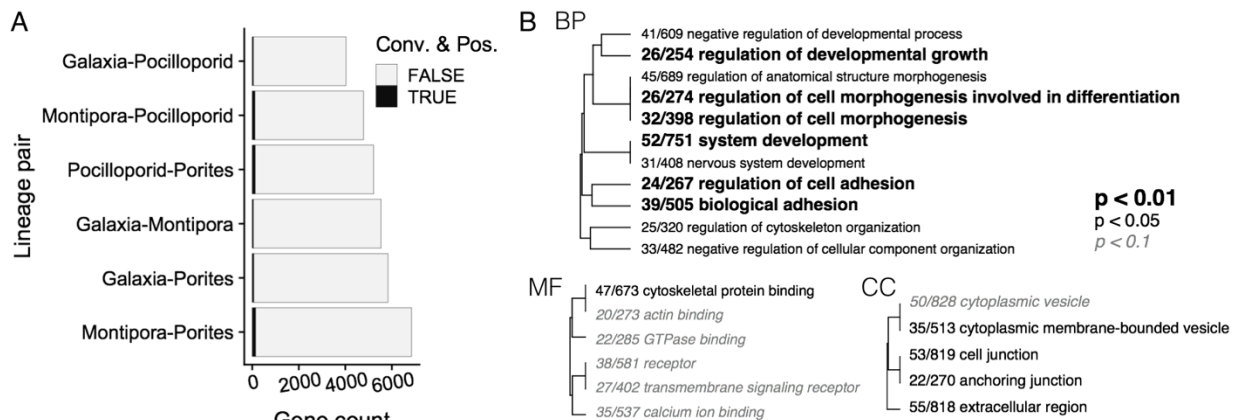 A
Lineage pair
Galaxia-Pocilloporid
Montipora-Pocilloporid
Pocilloporid-Porites
Galaxia-Montipora
Galaxia-Porites
Montipora-Porites
Conv. & Pos.
FALSE
TRUE
0 2000 4000 6000
Gene count
B BP
41/609 negative regulation of developmental process
26/254 regulation of developmental growth
45/689 regulation of anatomical structure morphogenesis
26/274 regulation of cell morphogenesis involved in differentiation
32/398 regulation of cell morphogenesis
52/751 system development
31/408 nervous system development
24/267 regulation of cell adhesion
39/505 biological adhesion
25/320 regulation of cytoskeleton organization
33/482 negative regulation of cellular component organization
p < 0.01
p < 0.05
p < 0.1
MF
47/673 cytoskeletal protein binding
20/273 actin binding
22/285 GTPase binding
38/581 receptor
27/402 transmembrane signaling receptor
35/537 calcium ion binding
CC
50/828 cytoplasmic vesicle
35/513 cytoplasmic membrane-bounded vesicle
53/819 cell junction
22/270 anchoring junction
55/818 extracellular region